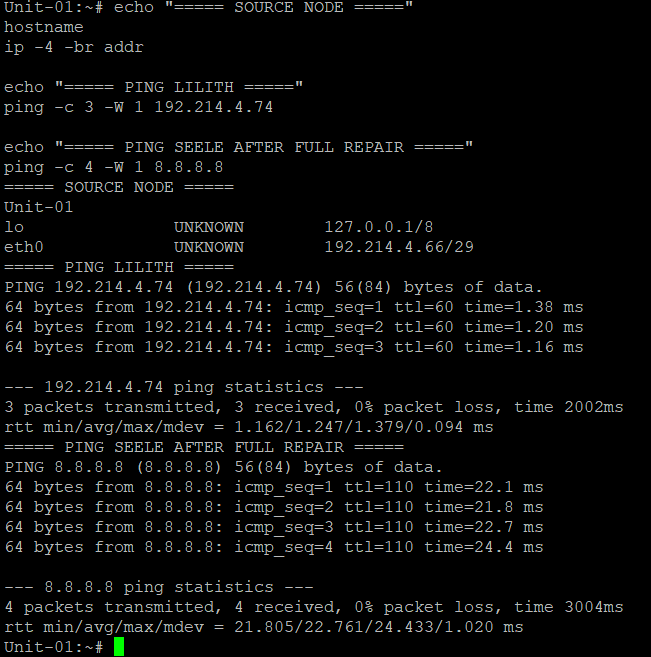 Unit-01:~# echo "===== SOURCE NODE ====="
hostname
ip -4 -br addr
echo "===== PING LILITH ====="
ping -c 3 -W 1 192.214.4.74
echo "===== PING SEELE AFTER FULL REPAIR ====="
ping -c 4 -W 1 8.8.8.8
===== SOURCE NODE =====
Unit-01
lo               UNKNOWN        127.0.0.1/8
eth0             UNKNOWN        192.214.4.66/29
===== PING LILITH =====
PING 192.214.4.74 (192.214.4.74) 56(84) bytes of data.
64 bytes from 192.214.4.74: icmp_seq=1 ttl=60 time=1.38 ms
64 bytes from 192.214.4.74: icmp_seq=2 ttl=60 time=1.20 ms
64 bytes from 192.214.4.74: icmp_seq=3 ttl=60 time=1.16 ms
--- 192.214.4.74 ping statistics ---
3 packets transmitted, 3 received, 0% packet loss, time 2002ms
rtt min/avg/max/mdev = 1.162/1.247/1.379/0.094 ms
===== PING SEELE AFTER FULL REPAIR =====
PING 8.8.8.8 (8.8.8.8) 56(84) bytes of data.
64 bytes from 8.8.8.8: icmp_seq=1 ttl=110 time=22.1 ms
64 bytes from 8.8.8.8: icmp_seq=2 ttl=110 time=21.8 ms
64 bytes from 8.8.8.8: icmp_seq=3 ttl=110 time=22.7 ms
64 bytes from 8.8.8.8: icmp_seq=4 ttl=110 time=24.4 ms
--- 8.8.8.8 ping statistics ---
4 packets transmitted, 4 received, 0% packet loss, time 3004ms
rtt min/avg/max/mdev = 21.805/22.761/24.433/1.020 ms
Unit-01:~#